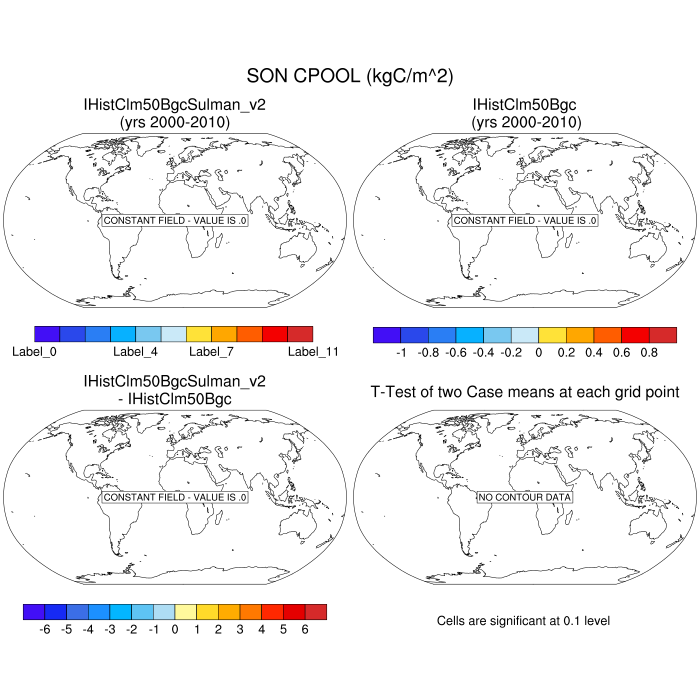 SON CPOOL (kgC/m^2)
IHistClm50BgcSulman_v2
(yrs 2000-2010)
IHistClm50Bgc
(yrs 2000-2010)
CONSTANT FIELD - VALUE IS .0
CONSTANT FIELD - VALUE IS .0
Label_0 Label_4 Label_7 Label_11
-1 -0.8 -0.6 -0.4 -0.2 0 0.2 0.4 0.6 0.8
IHistClm50BgcSulman_v2
- IHistClm50Bgc
T-Test of two Case means at each grid point
CONSTANT FIELD - VALUE IS .0
NO CONTOUR DATA
-6 -5 -4 -3 -2 -1 0 1 2 3 4 5 6
Cells are significant at 0.1 level